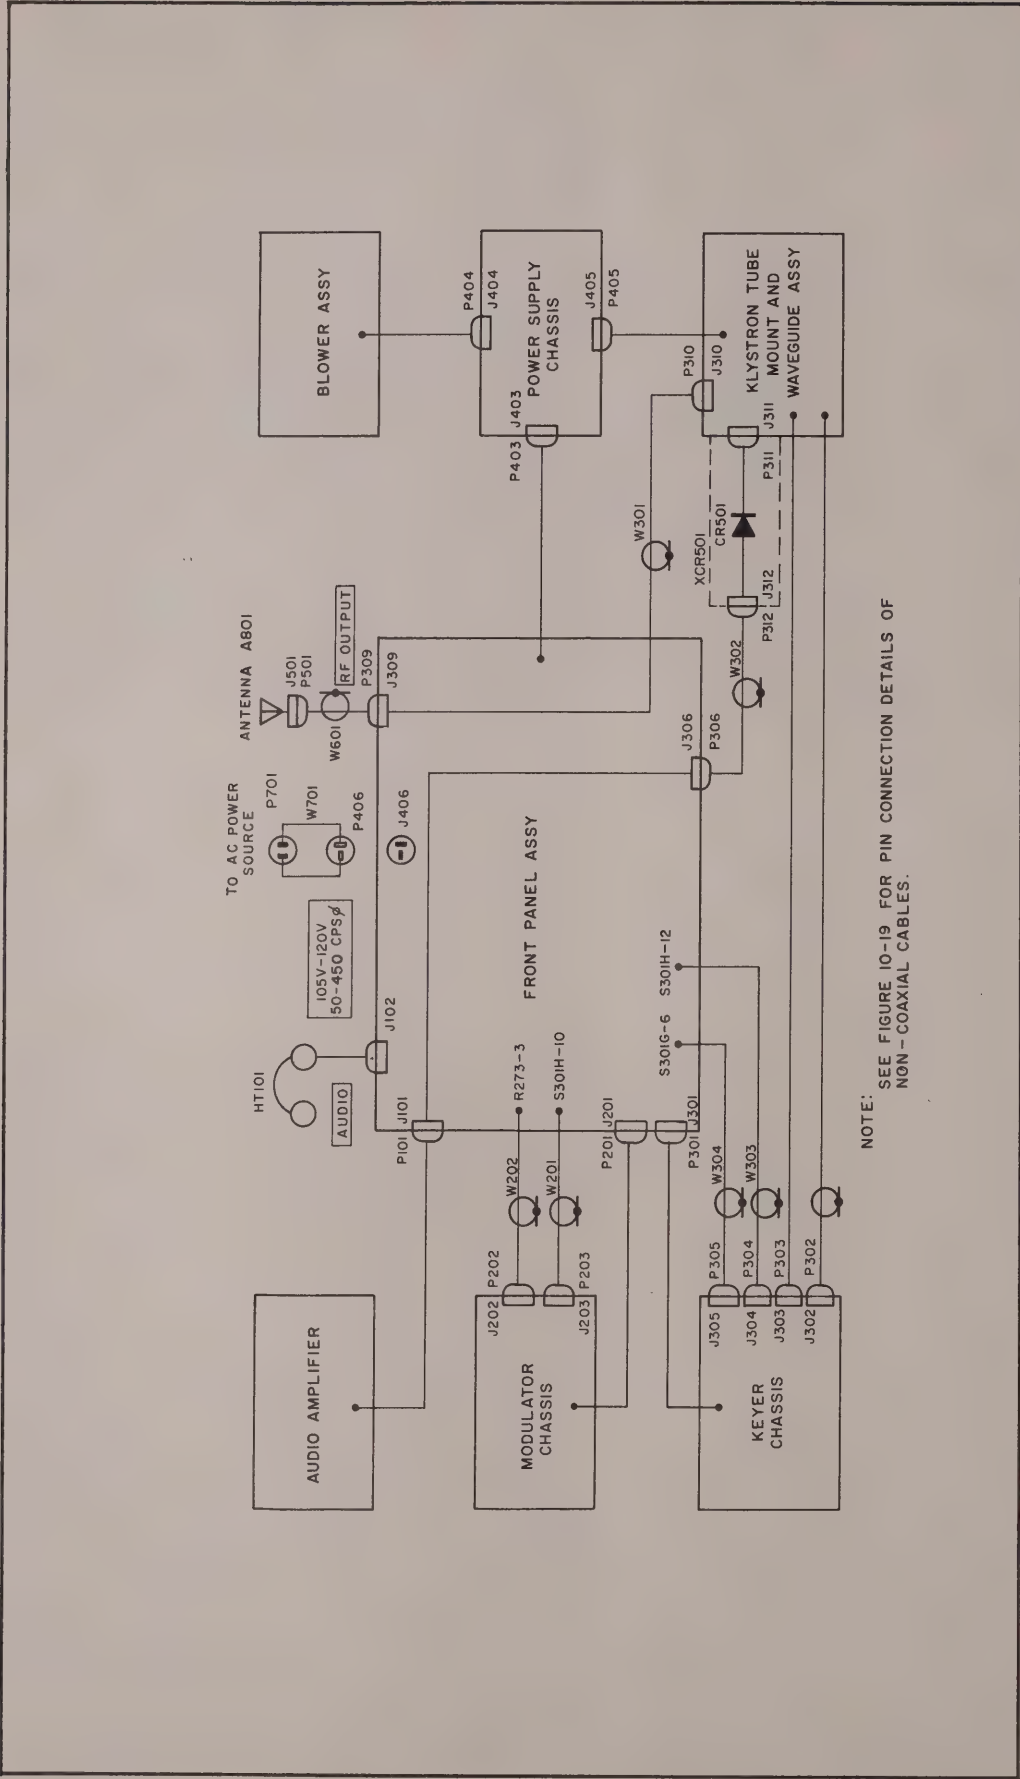 BLOWER ASSY
P404
J404
POWER SUPPLY
CHASSIS
J403
P403
J405
P405
KLYSTRON TUBE
MOUNT AND
WAVEGUIDE ASSY
P310
J310
J311
P311
CR501
XCR501
J312
P312
W301
W302
ANTENNA A801
J501
P501
W601
RF OUTPUT
P309
J309
J306
P306
TO AC POWER
SOURCE
P701
W701
P406
J406
105V-120V
50-450 CPSφ
FRONT PANEL ASSY
HT101
AUDIO
J102
P101
J101
R273-3
S301H-10
S301G-6
S301H-12
P201
J201
P301
J301
W202
W201
W304
W303
AUDIO AMPLIFIER
MODULATOR
CHASSIS
J202
P202
J203
P203
KEYER
CHASSIS
J305
P305
J304
P304
J303
P303
J302
P302
NOTE:
SEE FIGURE 10-19 FOR PIN CONNECTION DETAILS OF
NON-COAXIAL CABLES.